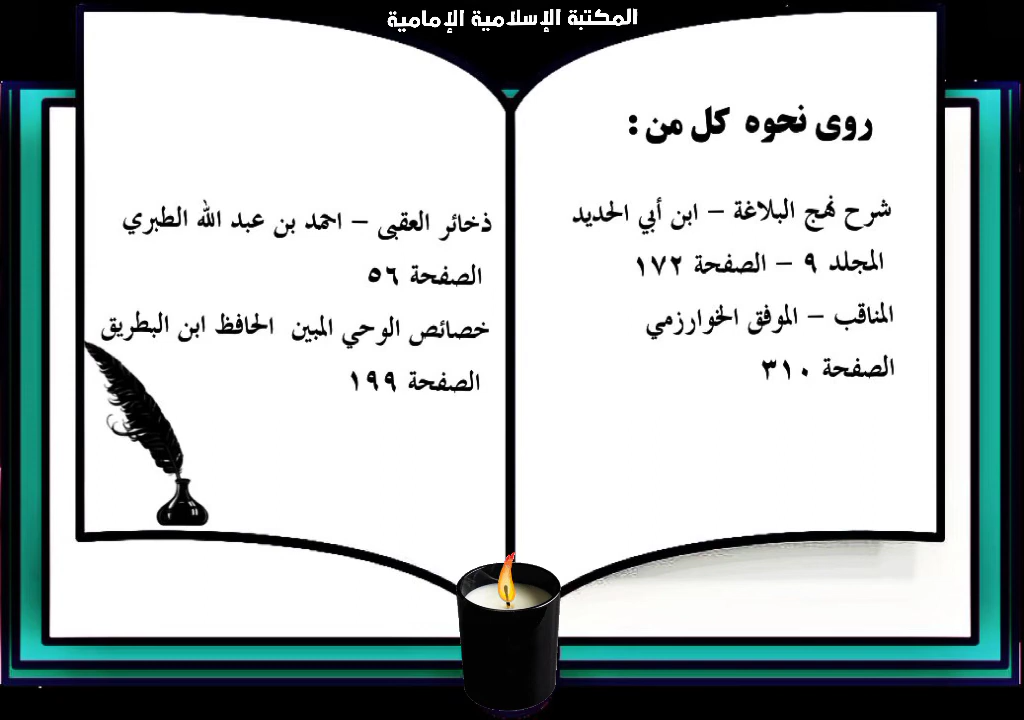 المكتبة الإسلامية الإمامية
روى نحوه كل من :
شرح نهج البلاغة – ابن أبي الحديد
المجلد ٩ – الصفحة ١٧٢
المناقب – الموفق الخوارزمي
الصفحة ٣١٠
ذخائر العقبى – احمد بن عبد الله الطبري
الصفحة ٥٦
خصائص الوحي المبين الحافظ ابن البطريق
الصفحة ١٩٩